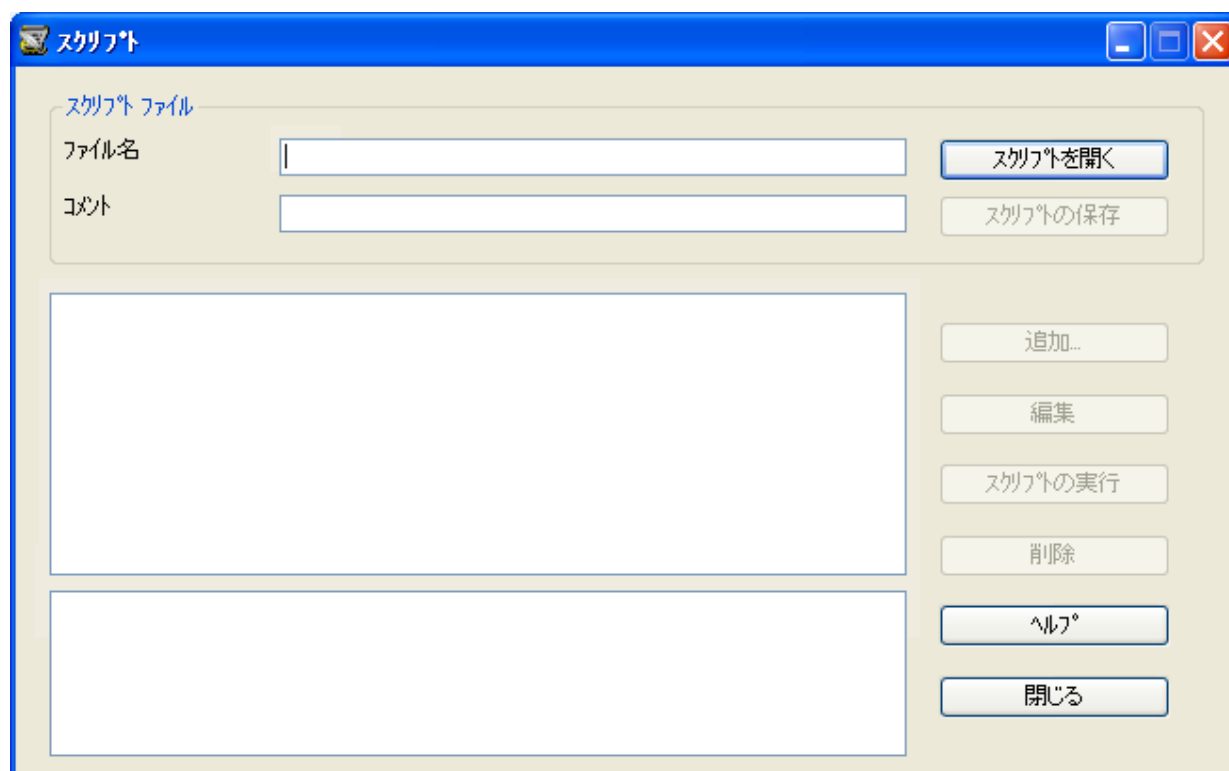 スクリプト
スクリプト ファイル
ファイル名
スクリプトを開く
コメント
スクリプトの保存
追加...
編集
スクリプトの実行
削除
ヘルプ
閉じる